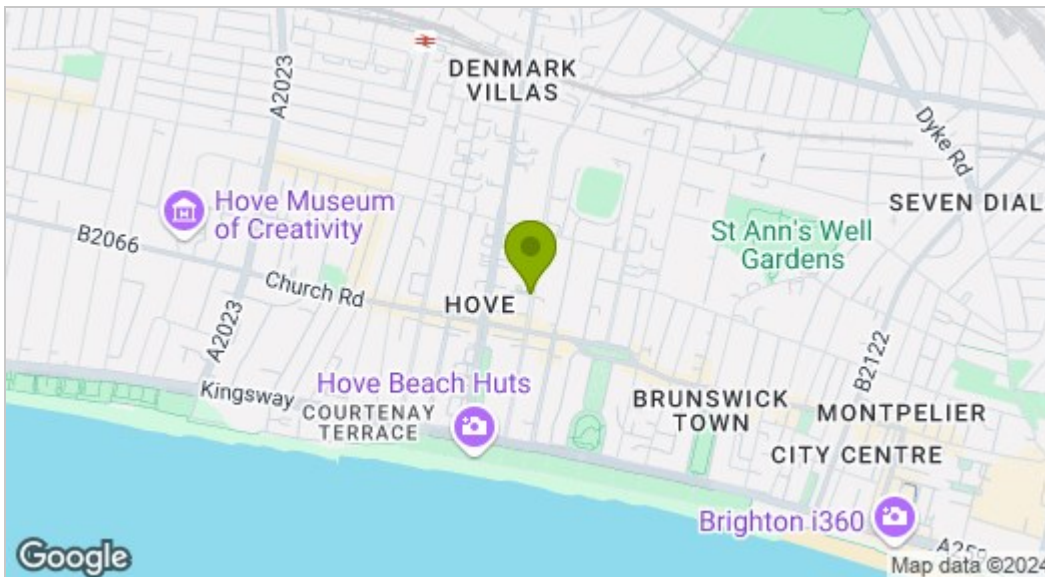 DENMARK
VILLAS
A2023
Dyke Rd
Hove Museum
of Creativity
SEVEN DIAL
B2066
St Ann's Well
Gardens
Church Rd
HOVE
A2023
B2122
Kingsway
Hove Beach Huts
COURTENAY
TERRACE
BRUNSWICK
TOWN
MONTPELIER
CITY CENTRE
Brighton i360
A259
Google
Map data ©2024